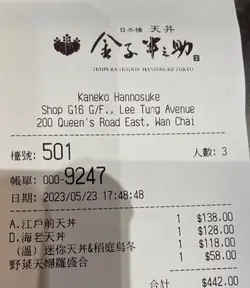 日本橋 天丼
金子半之助
TEMPURA TENDON HANNOSUKE TOKYO
Kaneko Hannosuke
Shop G16 G/F., Lee Tung Avenue
200 Queen's Road East, Wan Chai
檯號: 501
人數: 3
帳單: 000-9247
日期: 2023/05/23 17:48:48
A.江戶前天丼 1 $138.00
D.海老天丼 1 $128.00
(溫) 迷你天丼&稻庭烏冬 1 $118.00
野菜天婦羅盛合 1 $58.00
合計: $442.00